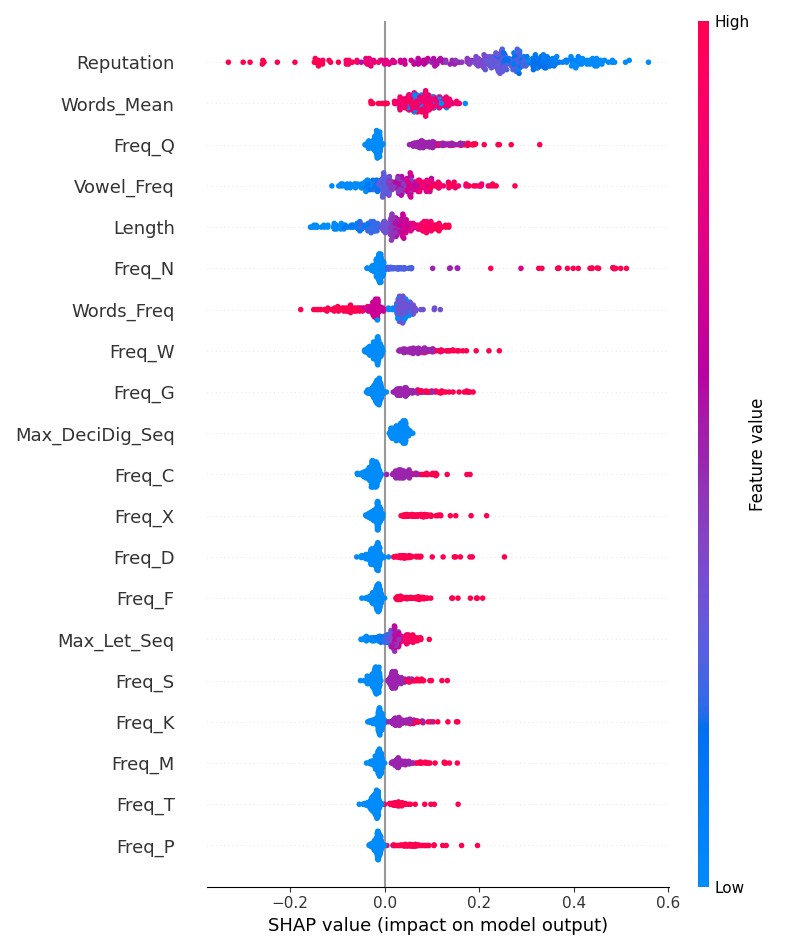 High
Reputation
Words_Mean
Freq_Q
Vowel_Freq
Length
Freq_N
Words_Freq
Freq_W
Freq_G
Max_DeciDig_Seq
Freq_C
Freq_X
Freq_D
Freq_F
Max_Let_Seq
Freq_S
Freq_K
Freq_M
Freq_T
Freq_P
Feature value
Low
−0.2 0.0 0.2 0.4 0.6
SHAP value (impact on model output)